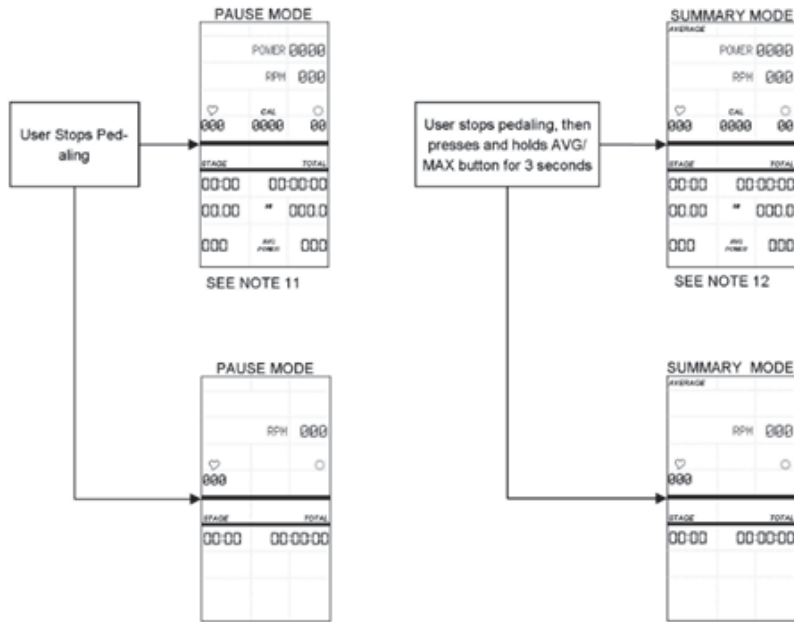 PAUSE MODE
POWER 0000
RPM 000
CAL
000 0000 00
STAGE TOTAL
00:00 00:00:00
00.00 000.0
000 AVG POWER 000
SEE NOTE 11
User Stops Ped-
aling
PAUSE MODE
RPM 000
000
STAGE TOTAL
00:00 00:00:00
SUMMARY MODE
AVERAGE
POWER 0000
RPM 000
CAL
000 0000 00
STAGE TOTAL
00:00 00:00:00
00.00 000.0
000 AVG POWER 000
SEE NOTE 12
User stops pedaling, then
presses and holds AVG/
MAX button for 3 seconds
SUMMARY MODE
AVERAGE
RPM 000
000
STAGE TOTAL
00:00 00:00:00